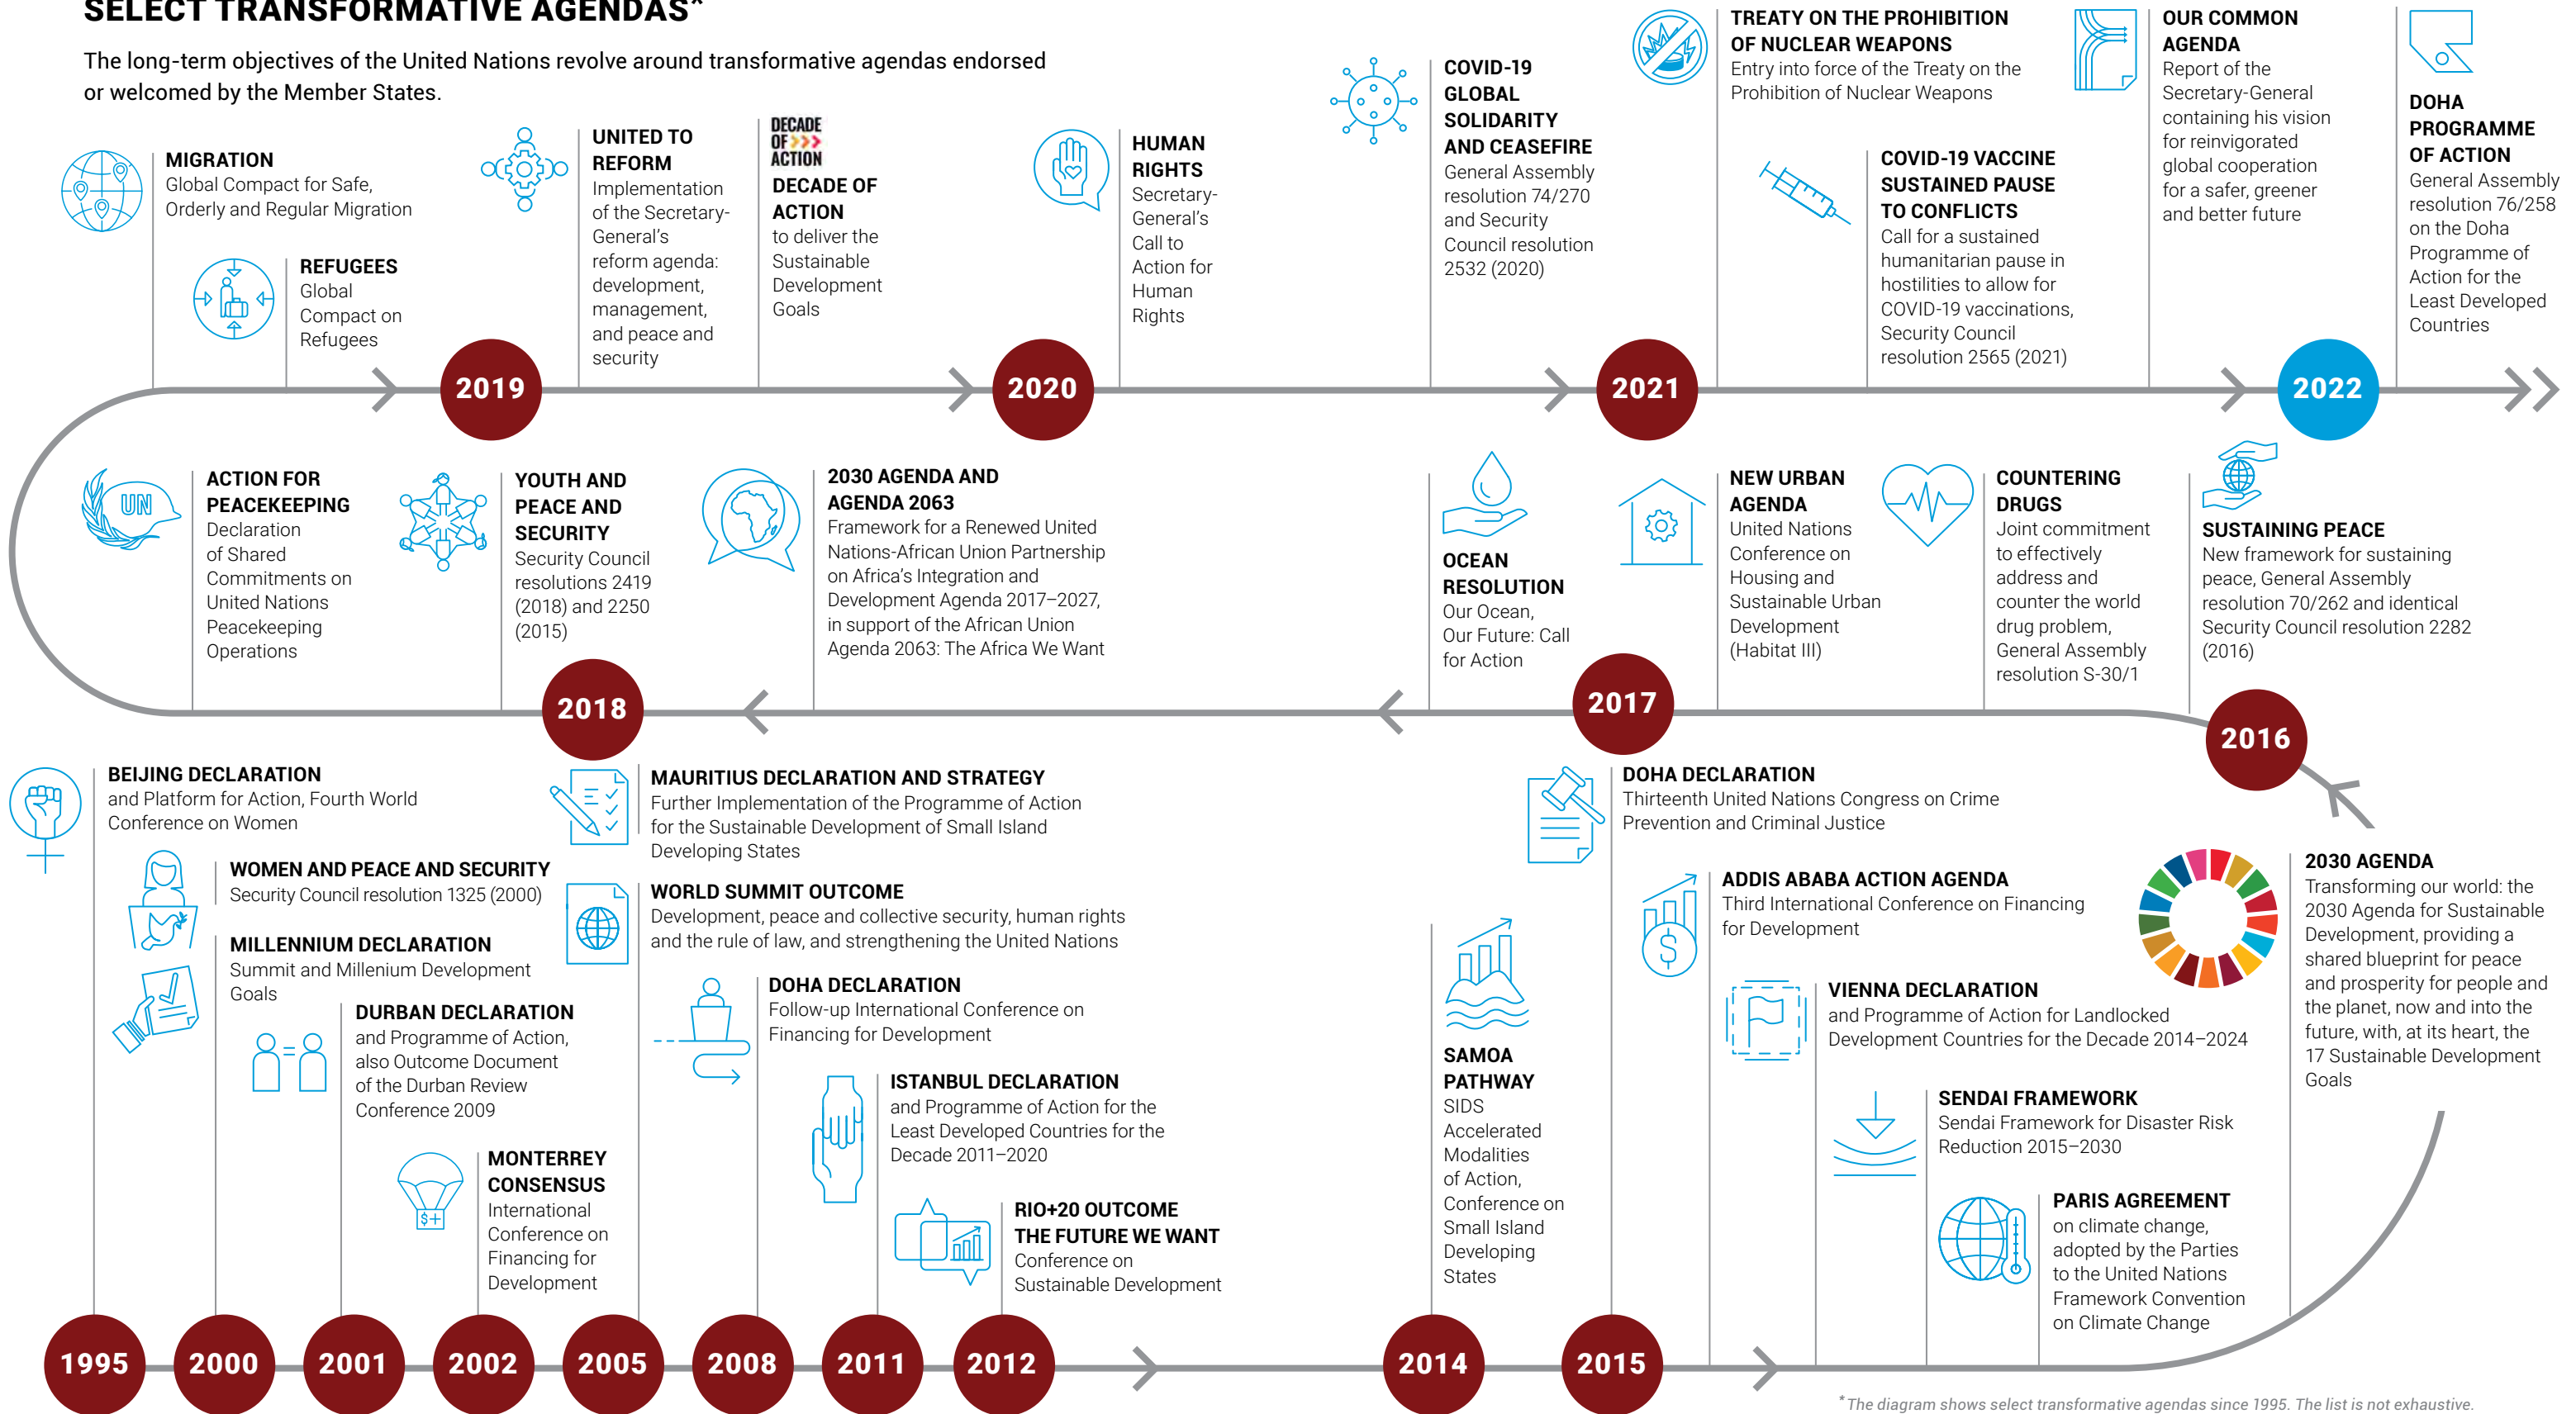 SELECT TRANSFORMATIVE AGENDAS*
The long-term objectives of the United Nations revolve around transformative agendas endorsed
or welcomed by the Member States.
MIGRATION
Global Compact for Safe,
Orderly and Regular Migration
REFUGEES
Global
Compact on
Refugees
2019
UNITED TO
REFORM
Implementation
of the Secretary-
General's
reform agenda:
development,
management,
and peace and
security
DECADE
OF >>>
ACTION
DECADE OF
ACTION
to deliver the
Sustainable
Development
Goals
2020
HUMAN
RIGHTS
Secretary-
General's
Call to
Action for
Human
Rights
COVID-19
GLOBAL
SOLIDARITY
AND CEASEFIRE
General Assembly
resolution 74/270
and Security
Council resolution
2532 (2020)
2021
TREATY ON THE PROHIBITION
OF NUCLEAR WEAPONS
Entry into force of the Treaty on the
Prohibition of Nuclear Weapons
COVID-19 VACCINE
SUSTAINED PAUSE
TO CONFLICTS
Call for a sustained
humanitarian pause in
hostilities to allow for
COVID-19 vaccinations,
Security Council
resolution 2565 (2021)
OUR COMMON
AGENDA
Report of the
Secretary-General
containing his vision
for reinvigorated
global cooperation
for a safer, greener
and better future
2022
DOHA
PROGRAMME
OF ACTION
General Assembly
resolution 76/258
on the Doha
Programme of
Action for the
Least Developed
Countries
UN
ACTION FOR
PEACEKEEPING
Declaration
of Shared
Commitments on
United Nations
Peacekeeping
Operations
YOUTH AND
PEACE AND
SECURITY
Security Council
resolutions 2419
(2018) and 2250
(2015)
2018
2030 AGENDA AND
AGENDA 2063
Framework for a Renewed United
Nations-African Union Partnership
on Africa's Integration and
Development Agenda 2017–2027,
in support of the African Union
Agenda 2063: The Africa We Want
OCEAN
RESOLUTION
Our Ocean,
Our Future: Call
for Action
2017
NEW URBAN
AGENDA
United Nations
Conference on
Housing and
Sustainable Urban
Development
(Habitat III)
COUNTERING
DRUGS
Joint commitment
to effectively
address and
counter the world
drug problem,
General Assembly
resolution S-30/1
SUSTAINING PEACE
New framework for sustaining
peace, General Assembly
resolution 70/262 and identical
Security Council resolution 2282
(2016)
2016
BEIJING DECLARATION
and Platform for Action, Fourth World
Conference on Women
WOMEN AND PEACE AND SECURITY
Security Council resolution 1325 (2000)
MILLENNIUM DECLARATION
Summit and Millenium Development
Goals
DURBAN DECLARATION
and Programme of Action,
also Outcome Document
of the Durban Review
Conference 2009
$+
MONTERREY
CONSENSUS
International
Conference on
Financing for
Development
MAURITIUS DECLARATION AND STRATEGY
Further Implementation of the Programme of Action
for the Sustainable Development of Small Island
Developing States
WORLD SUMMIT OUTCOME
Development, peace and collective security, human rights
and the rule of law, and strengthening the United Nations
DOHA DECLARATION
Follow-up International Conference on
Financing for Development
ISTANBUL DECLARATION
and Programme of Action for the
Least Developed Countries for the
Decade 2011–2020
RIO+20 OUTCOME
THE FUTURE WE WANT
Conference on
Sustainable Development
SAMOA
PATHWAY
SIDS
Accelerated
Modalities
of Action,
Conference on
Small Island
Developing
States
DOHA DECLARATION
Thirteenth United Nations Congress on Crime
Prevention and Criminal Justice
$
ADDIS ABABA ACTION AGENDA
Third International Conference on Financing
for Development
VIENNA DECLARATION
and Programme of Action for Landlocked
Development Countries for the Decade 2014–2024
SENDAI FRAMEWORK
Sendai Framework for Disaster Risk
Reduction 2015–2030
PARIS AGREEMENT
on climate change,
adopted by the Parties
to the United Nations
Framework Convention
on Climate Change
2030 AGENDA
Transforming our world: the
2030 Agenda for Sustainable
Development, providing a
shared blueprint for peace
and prosperity for people and
the planet, now and into the
future, with, at its heart, the
17 Sustainable Development
Goals
1995
2000
2001
2002
2005
2008
2011
2012
2014
2015
*The diagram shows select transformative agendas since 1995. The list is not exhaustive.